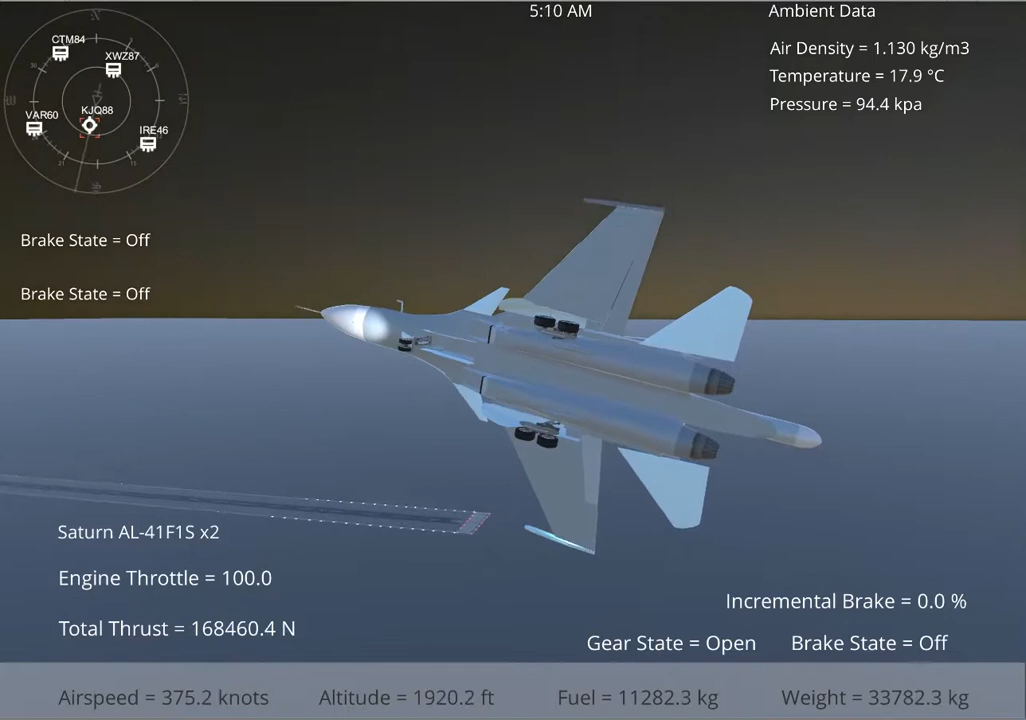 5:10 AM
Ambient Data
Air Density = 1.130 kg/m3
Temperature = 17.9 °C
Pressure = 94.4 kpa
CTM84
XWZ87
VAR60
KJQ88
IRE46
Brake State = Off
Brake State = Off
Saturn AL-41F1S x2
Engine Throttle = 100.0
Total Thrust = 168460.4 N
Incremental Brake = 0.0 %
Gear State = Open
Brake State = Off
Airspeed = 375.2 knots
Altitude = 1920.2 ft
Fuel = 11282.3 kg
Weight = 33782.3 kg